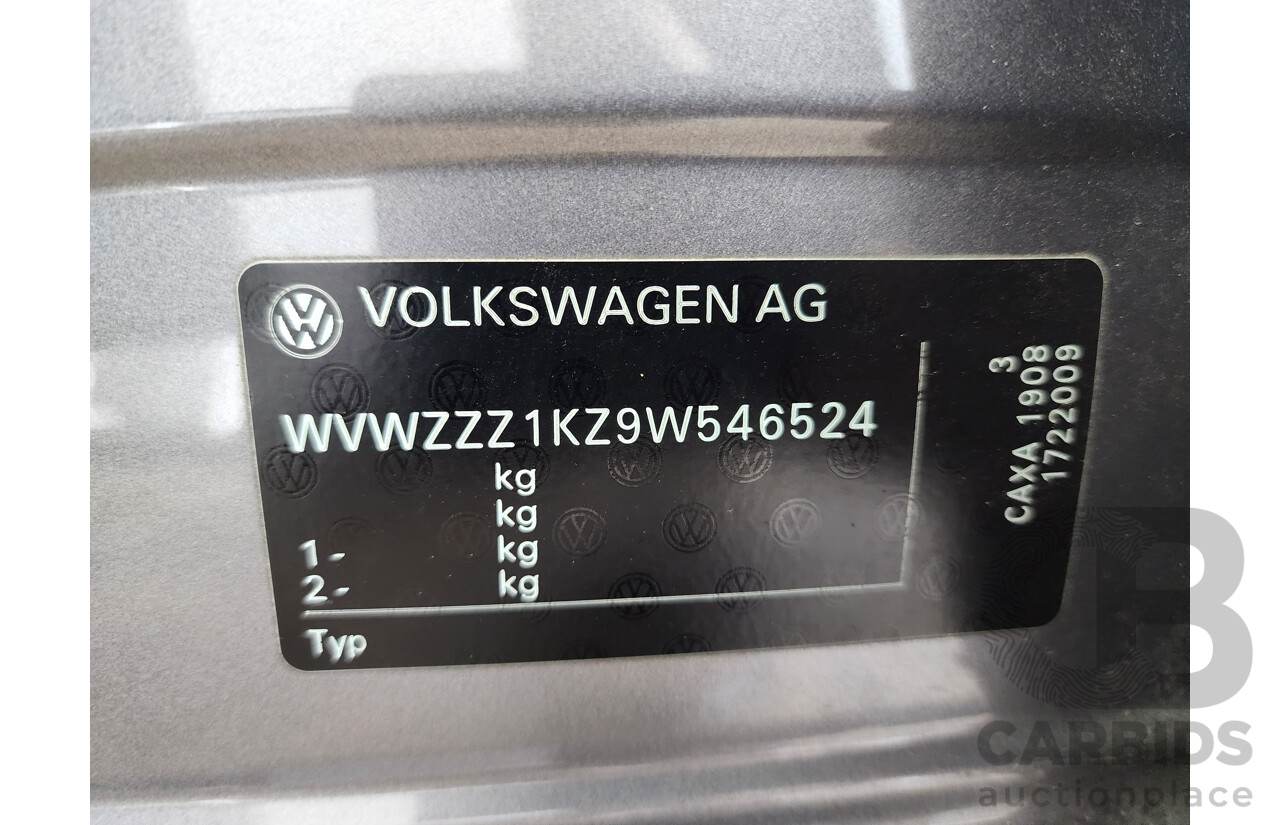 VOLKSWAGEN AG
WVWZZZ1KZ9W546524
kg
kg
1- kg
2- kg
Typ
3
CAXA 1908
1722009
CARBIDS
auctionplace